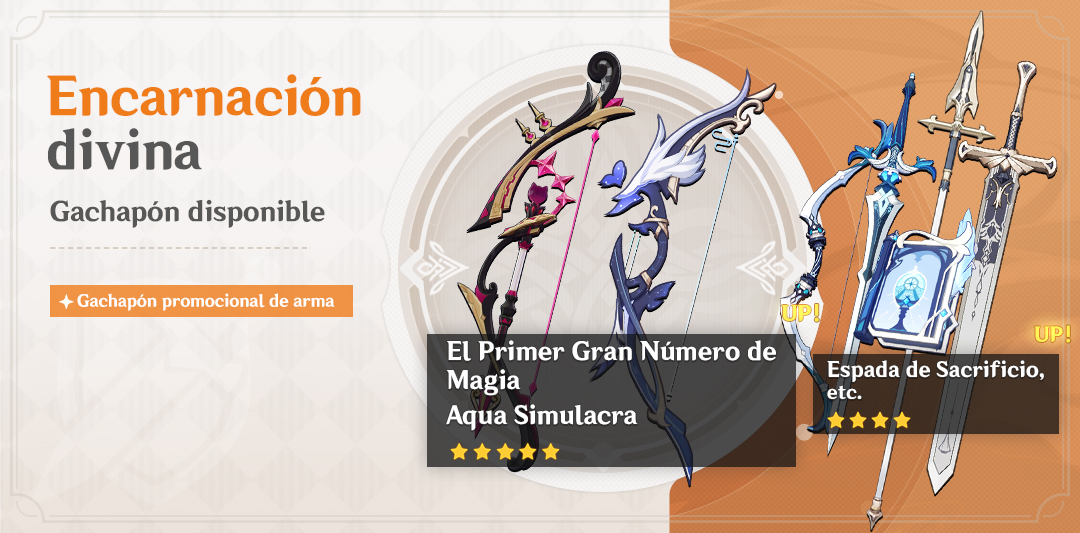 Encarnación
divina
Gachapón disponible
Gachapón promocional de arma
El Primer Gran Número de
Magia
Aqua Simulacra
UP!
Espada de Sacrificio,
etc.
UP!